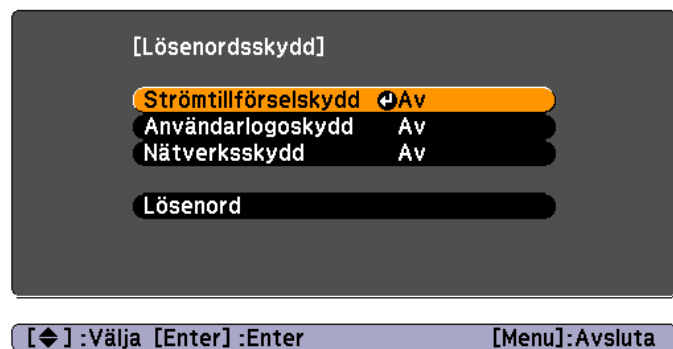 [Lösenordsskydd]
Strömtillförselskydd Av
Användarlogoskydd Av
Nätverksskydd Av
Lösenord
[◆] :Välja [Enter] :Enter [Menu]:Avsluta